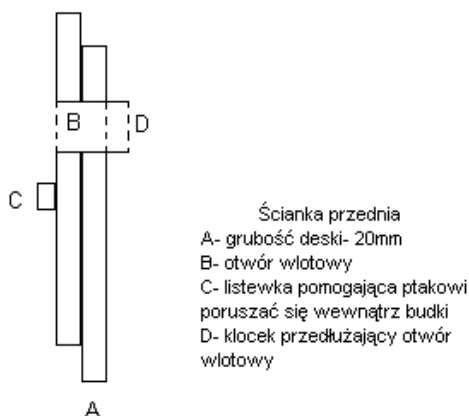 B
D
C
A
Ścianka przednia
A- grubość deski- 20mm
B- otwór wlotowy
C- listewka pomogająca ptakowi
poruszać się wewnątrz budki
D- klocek przedłużający otwór
wlotowy